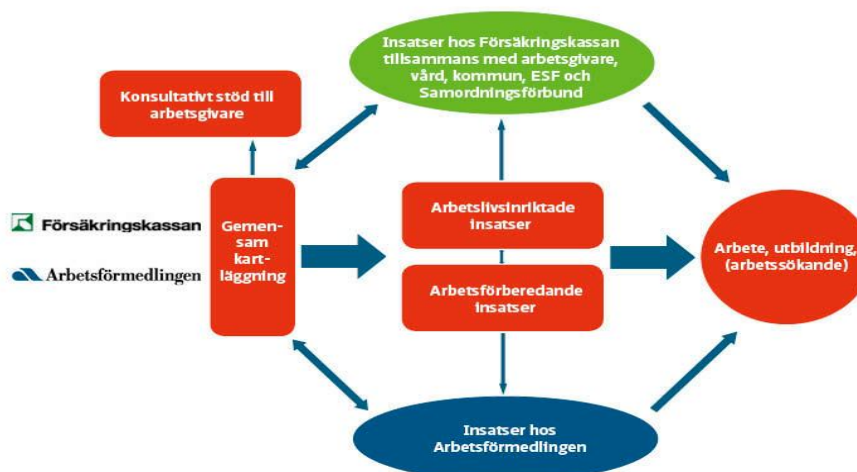 Insatser hos Försäkringskassan
tillsammans med arbetsgivare,
vård, kommun, ESF och
Samordningsförbund
Konsultativt stöd till
arbetsgivare
Försäkringskassan
Arbetsförmedlingen
Gemen-
sam
kart-
läggning
Arbetslivsinriktade
insatser
Arbetsförberedande
insatser
Arbete, utbildning,
(arbetssökande)
Insatser hos
Arbetsförmedlingen